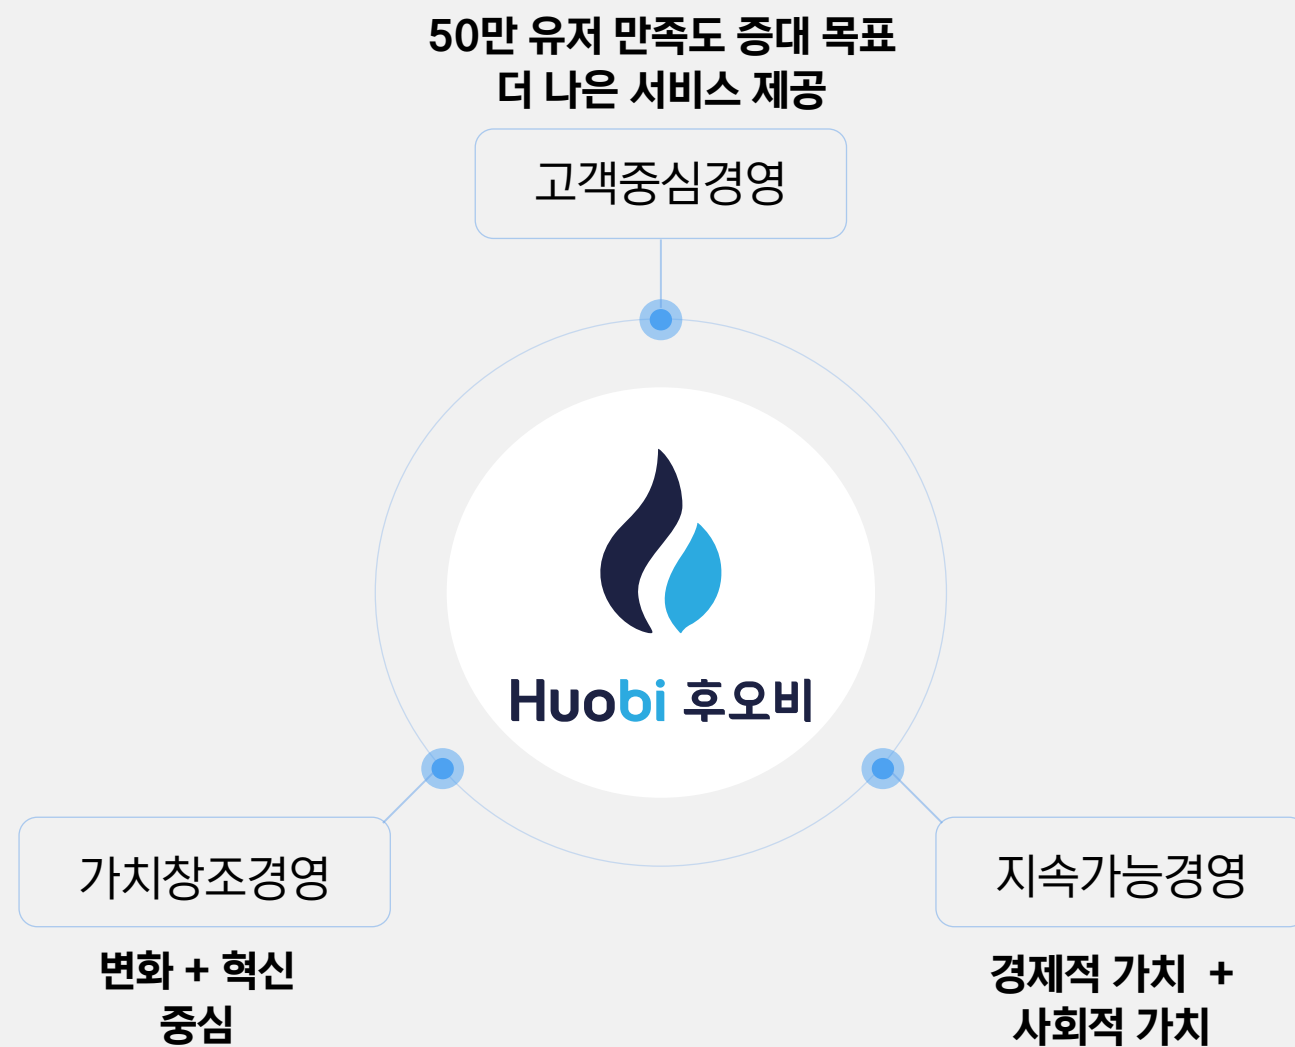 50만 유저 만족도 증대 목표
더 나은 서비스 제공
고객중심경영
Huobi 후오비
가치창조경영
변화 + 혁신
중심
지속가능경영
경제적 가치 +
사회적 가치